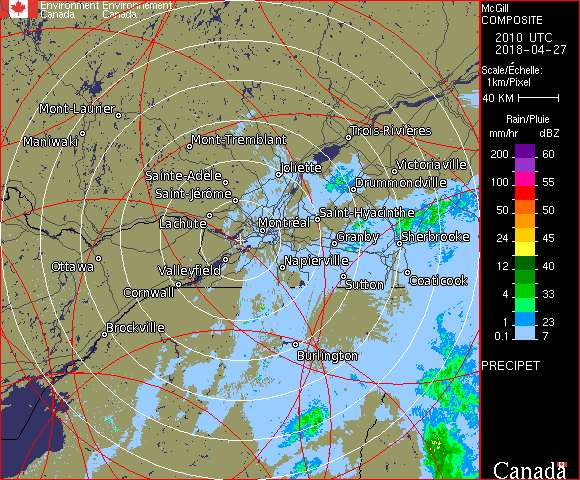 Environment Environnement
Canada Canada
McGill
COMPOSITE
2010 UTC
2018-04-27
Scale/Échelle:
1km/Pixel
40 KM
Rain/Pluie
mm/hr dBZ
200 60
100 55
50 50
24 45
12 40
4 33
1 23
0.1 7
PRECIPET
Canada
Mont-Laurier
Maniwaki
Mont-Tremblant
Trois-Rivières
Joliette
Victoriaville
Sainte-Adèle
Drummondville
Saint-Jérôme
Saint-Hyacinthe
Lachute
Montréal
Granby
Sherbrooke
Napierville
Ottawa
Valleyfield
Sutton
Coaticook
Cornwall
Brockville
Burlington